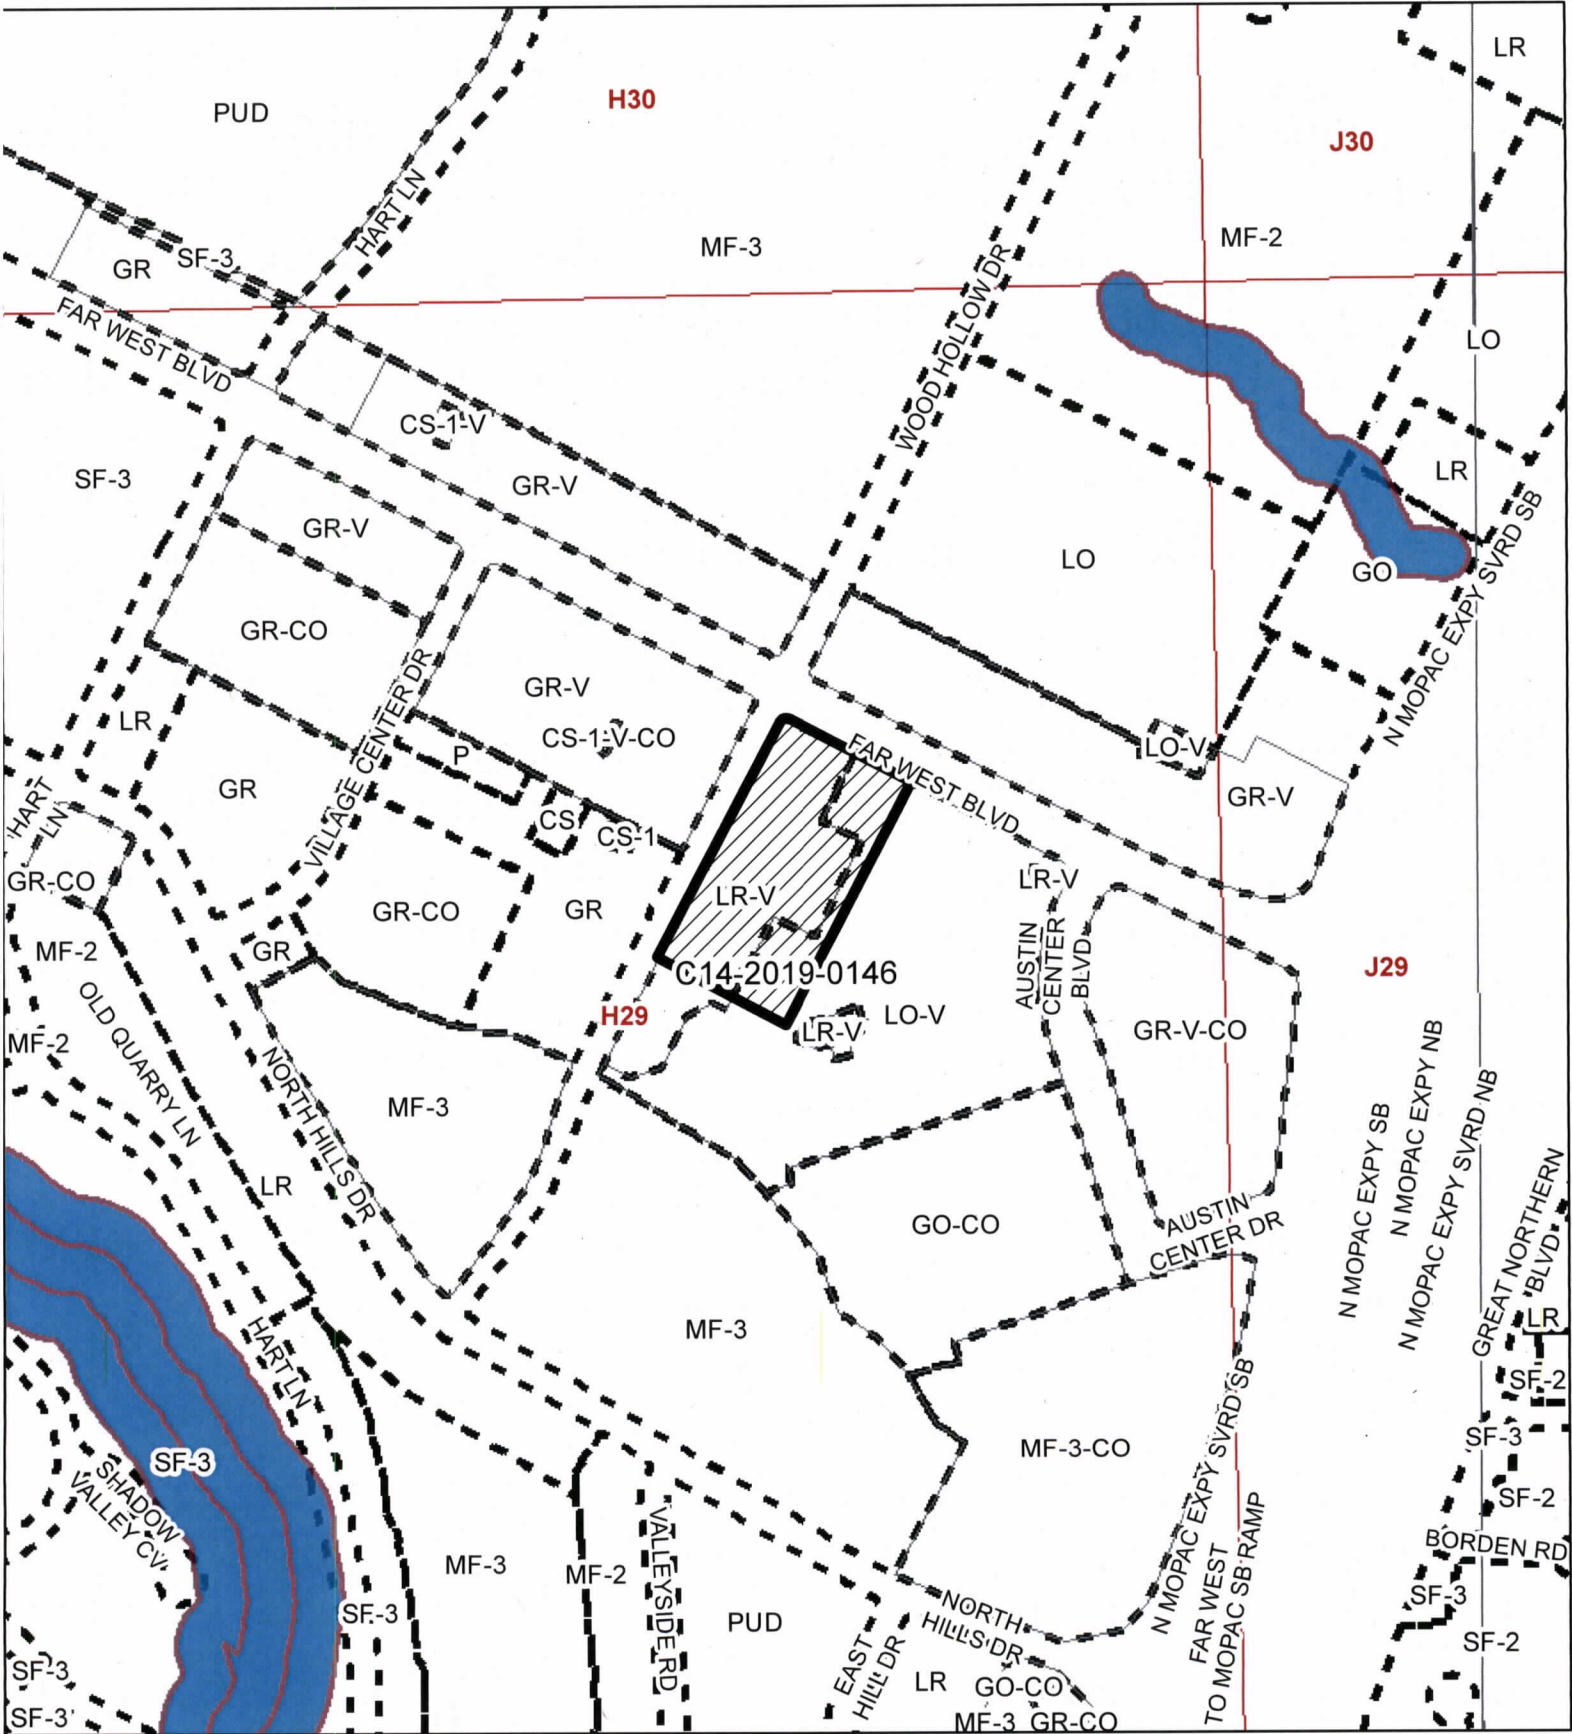 LR
H30
PUD
J30
HART LN
MF-3
MF-2
SF-3
GR
WOOD HOLLOW DR
FAR WEST BLVD
LO
CS-1-V
LR
SF-3
GR-V
GR-V
LO
GO
N MOPAC EXPY SVRD SB
GR-CO
GR-V
VILLAGE CENTER DR
LR
CS-1-V-CO
LO-V
P
FAR WEST BLVD
GR
GR-V
HART
LN
CS
CS-1
GR-CO
LR-V
LR-V
GR-CO
GR
AUSTIN
CENTER
BLVD
MF-2
GR
C14-2019-0146
J29
H29
LO-V
LR-V
GR-V-CO
MF-2
OLD QUARRY LN
NORTH HILLS DR
MF-3
N MOPAC EXPY SB
N MOPAC EXPY NB
N MOPAC EXPY SVRD NB
LR
GO-CO
AUSTIN
CENTER DR
GREAT NORTHERN
BLVD
MF-3
LR
HART LN
SF-2
SF-3
MF-3-CO
N MOPAC EXPY SVRD SB
SF-3
SHADOW
VALLEY CV
SF-2
BORDEN RD
MF-3
MF-2
VALLEYSIDE RD
FAR WEST
TO MOPAC SB RAMP
SF-3
SF-3
PUD
NORTH
HILLS DR
SF-2
EAST
HILL DR
SF-3
LR
GO-CO
SF-3
MF-3
GR-CO